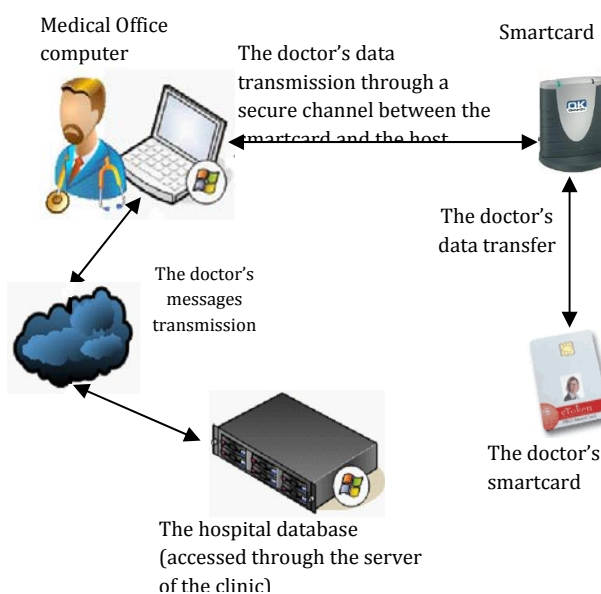 Medical Office
computer
The doctor's data
transmission through a
secure channel between the
smartcard and the host
Smartcard
OK
The doctor's
data transfer
The doctor's
messages
transmission
eToken
The doctor's
smartcard
The hospital database
(accessed through the server
of the clinic)